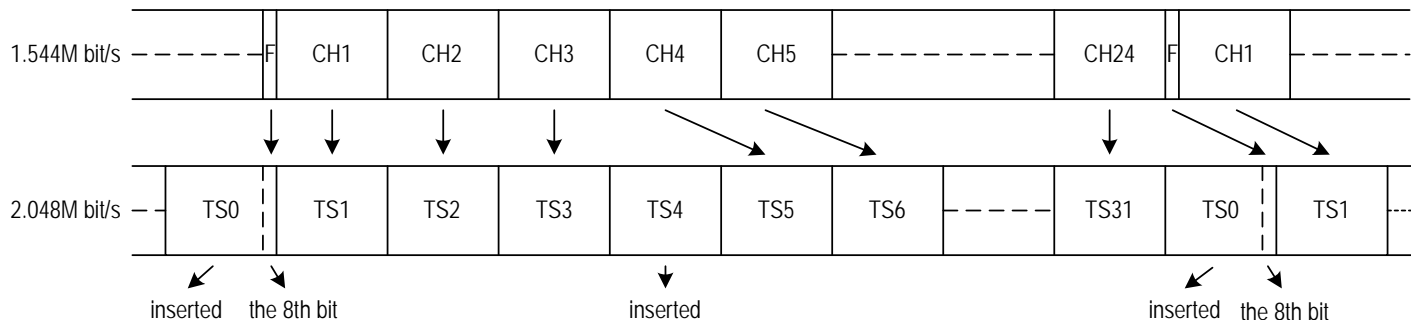 1.544M bit/s F CH1 CH2 CH3 CH4 CH5 CH24 F CH1
2.048M bit/s TS0 TS1 TS2 TS3 TS4 TS5 TS6 TS31 TS0 TS1
inserted the 8th bit inserted inserted the 8th bit